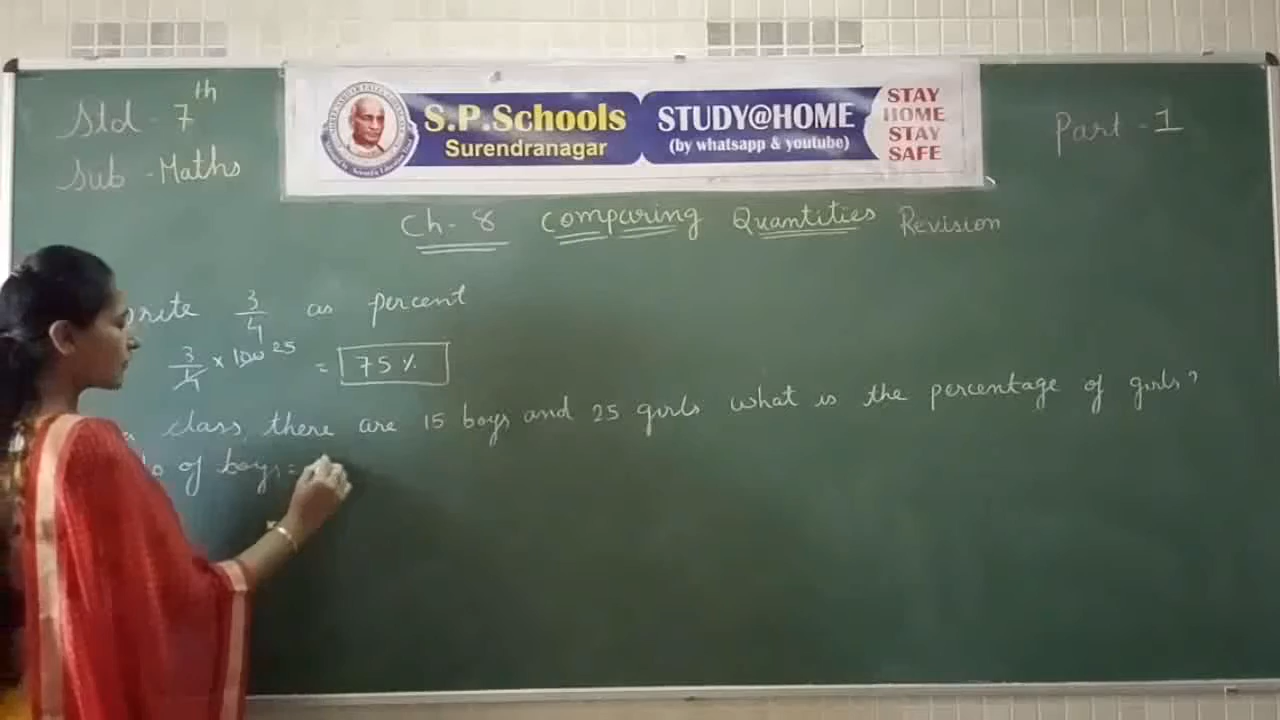 Std - 7th
Sub - Maths
S.P.Schools
Surendranagar
STUDY@HOME
(by whatsapp & youtube)
STAY
HOME
STAY
SAFE
Part - 1
Ch - 8 Comparing Quantities Revision
3/4 as percent
3/4 × 100 25 = 75 %
class, there are 15 boys and 25 girls what is the percentage of girls?
of boys =